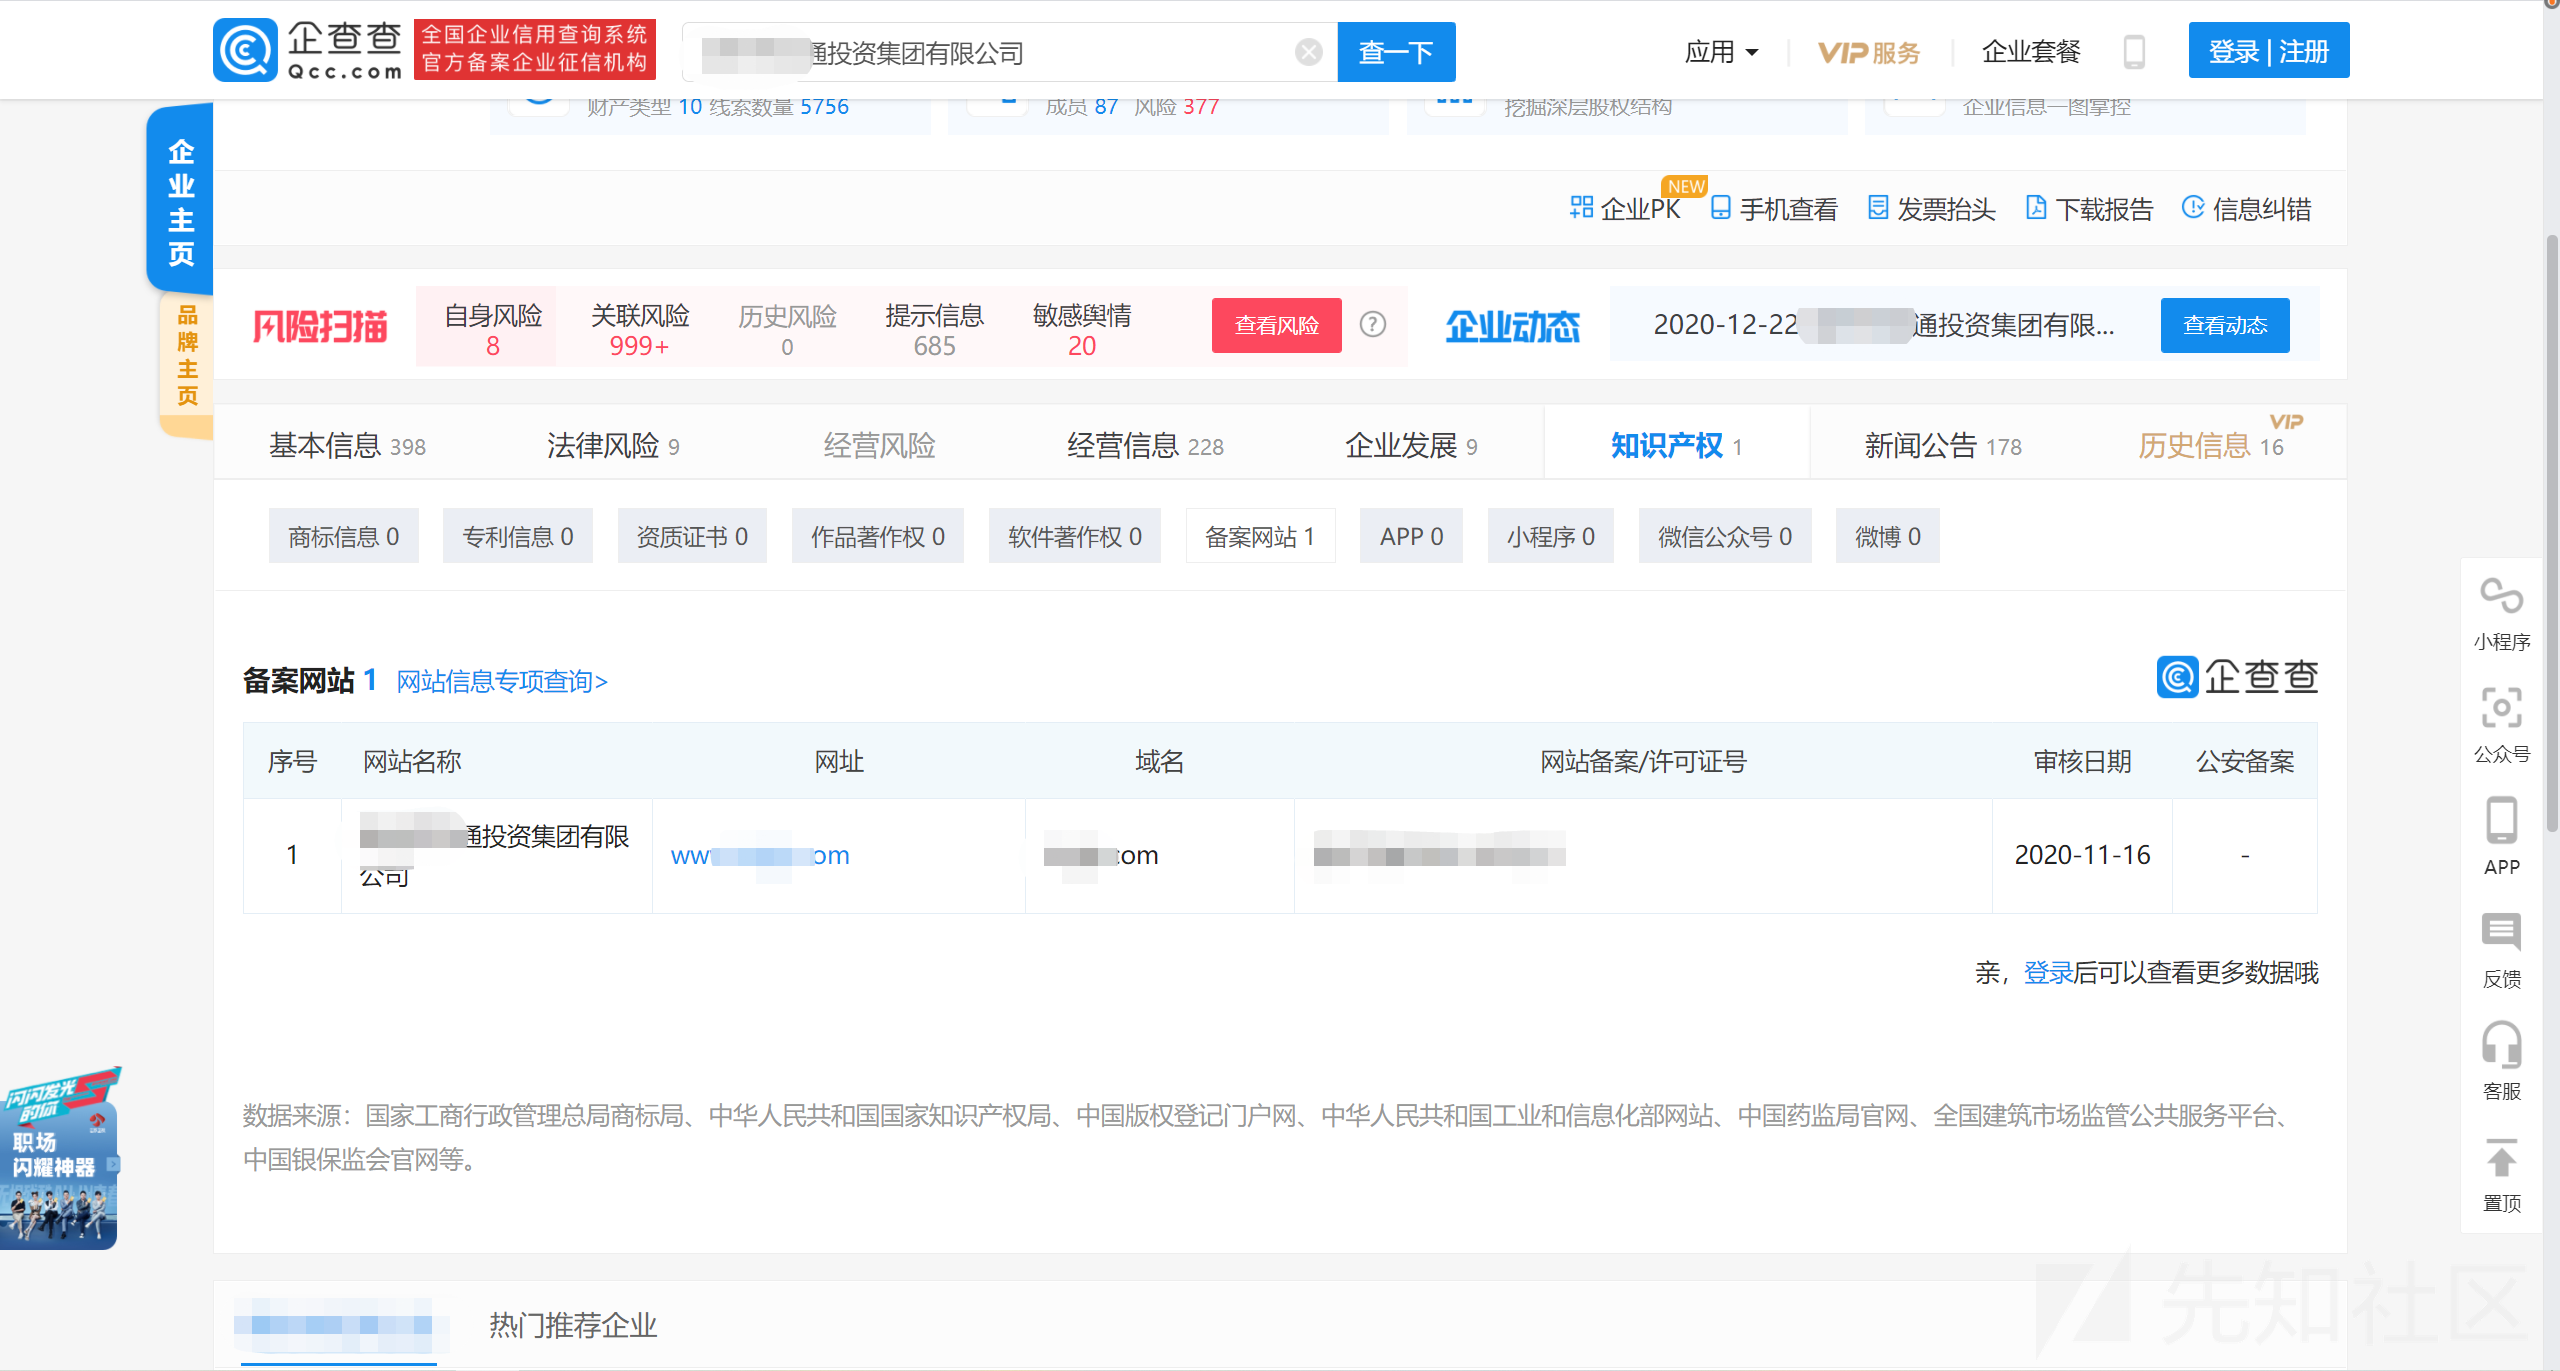 企查查
Qcc.com
全国企业信用查询系统
官方备案企业征信机构
通投资集团有限公司
查一下
应用
VIP服务
企业套餐
登录 | 注册
财产类型 10 线索数量 5756
成员 87 风险 377
挖掘深层股权结构
企业信息一图掌控
企业主页
品牌主页
企业PK
NEW
手机查看
发票抬头
下载报告
信息纠错
风险扫描
自身风险
8
关联风险
999+
历史风险
0
提示信息
685
敏感舆情
20
查看风险
?
企业动态
2020-12-22
通投资集团有限...
查看动态
基本信息 398
法律风险 9
经营风险
经营信息 228
企业发展 9
知识产权 1
新闻公告 178
历史信息 16
VIP
商标信息 0
专利信息 0
资质证书 0
作品著作权 0
软件著作权 0
备案网站 1
APP 0
小程序 0
微信公众号 0
微博 0
备案网站 1 网站信息专项查询>
企查查
序号 网站名称 网址 域名 网站备案/许可证号 审核日期 公安备案
1
通投资集团有限
公司
ww
om
com
2020-11-16
-
亲，登录后可以查看更多数据哦
数据来源：国家工商行政管理总局商标局、中华人民共和国国家知识产权局、中国版权登记门户网、中华人民共和国工业和信息化部网站、中国药监局官网、全国建筑市场监管公共服务平台、
中国银保监会官网等。
热门推荐企业
小程序
公众号
APP
反馈
客服
置顶
闪闪发光
的你
职场
闪耀神器
先知社区